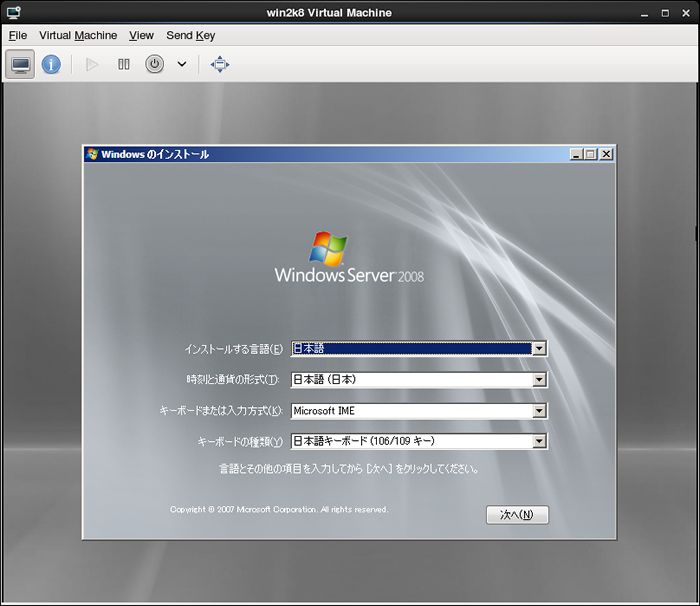 win2k8 Virtual Machine
File Virtual Machine View Send Key
Windows のインストール
Windows Server 2008
インストールする言語(E) 日本語
時刻と通貨の形式(T): 日本語 (日本)
キーボードまたは入力方式(K): Microsoft IME
キーボードの種類(Y) 日本語キーボード (106/109 キー)
言語とその他の項目を入力してから [次へ] をクリックしてください。
Copyright © 2007 Microsoft Corporation. All rights reserved.
次へ(N)